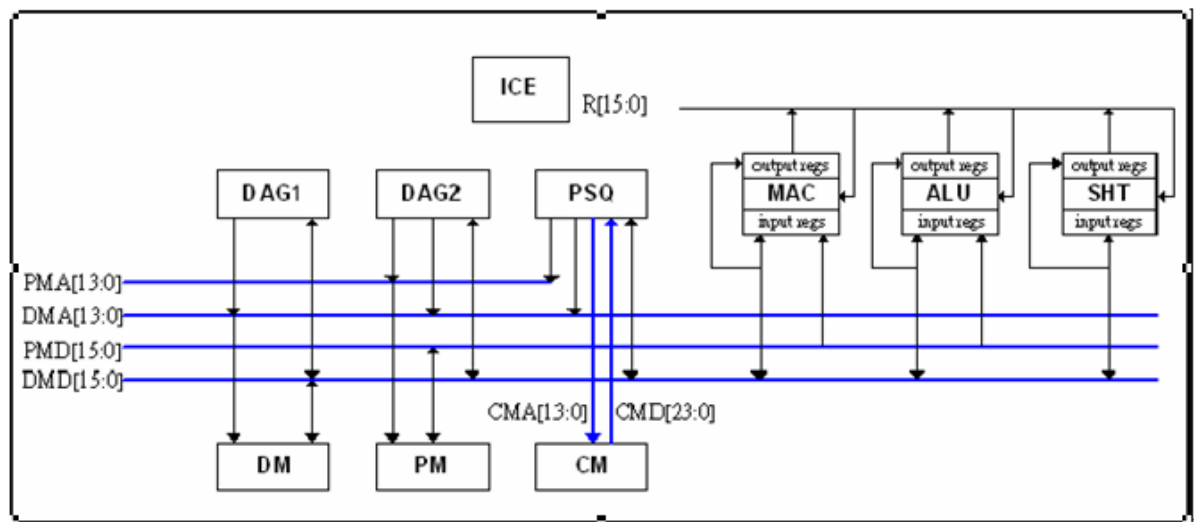 ICE
R[15:0]
output regs
MAC
input regs
output regs
ALU
input regs
output regs
SHT
input regs
DAG1
DAG2
PSQ
PMA[13:0]
DMA[13:0]
PMD[15:0]
DMD[15:0]
CMA[13:0]
CMD[23:0]
DM
PM
CM